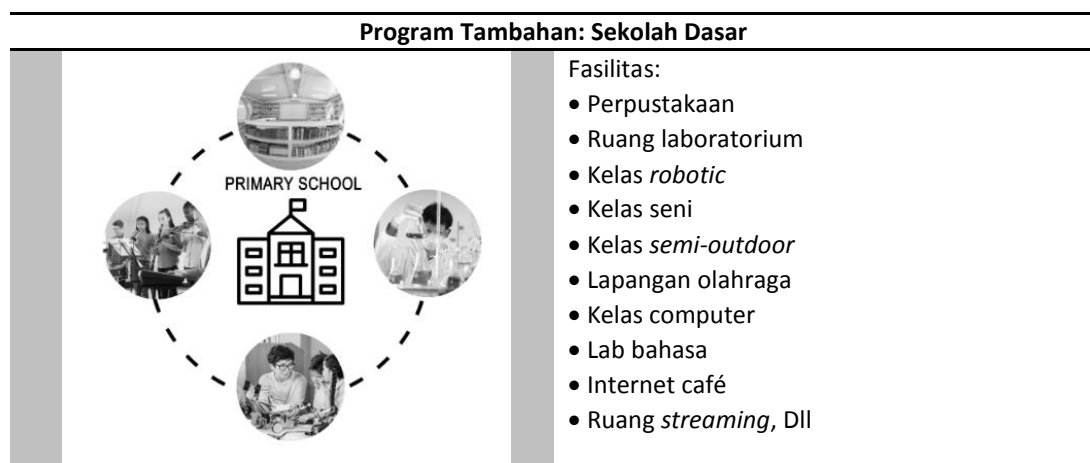 Program Tambahan: Sekolah Dasar
PRIMARY SCHOOL
Fasilitas:
• Perpustakaan
• Ruang laboratorium
• Kelas robotic
• Kelas seni
• Kelas semi-outdoor
• Lapangan olahraga
• Kelas computer
• Lab bahasa
• Internet café
• Ruang streaming, Dll